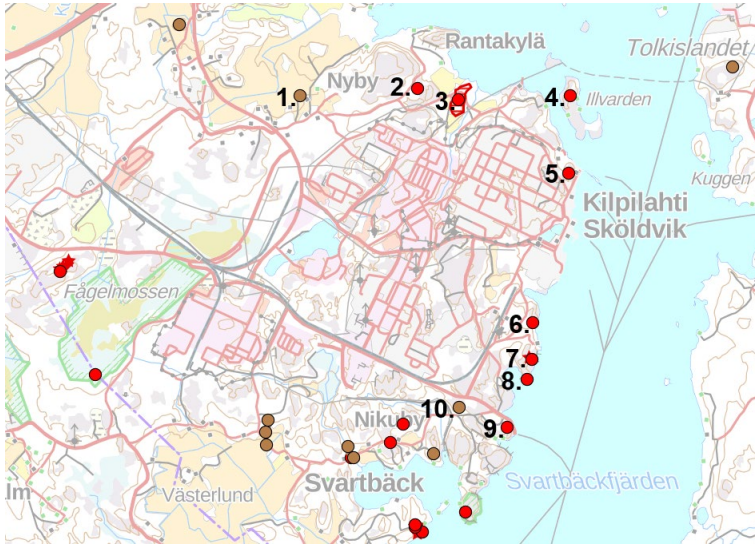 Rantakylä
Tolkislandet
Nyby
1.
2.
3.
4.
Illvarden
5.
Kuggen
Kilpilahti
Sköldvik
Fågelmossen
6.
7.
8.
10.
Nikuby
9.
Svartbäck
Svartbäckfjärden
Västerlund
lm